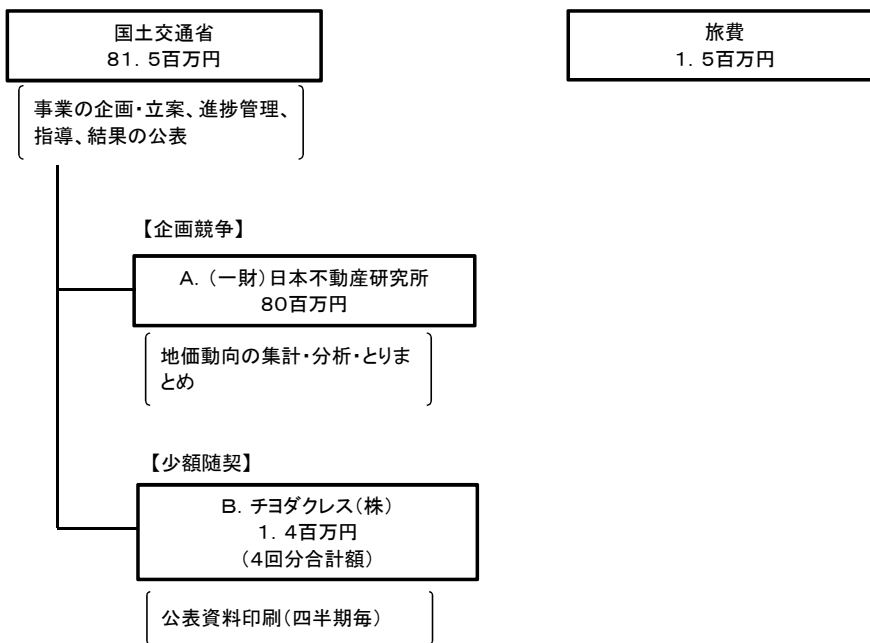 国土交通省
81.5百万円
旅費
1.5百万円
事業の企画・立案、進捗管理、
指導、結果の公表
【企画競争】
A.(一財)日本不動産研究所
80百万円
地価動向の集計・分析・とりま
とめ
【少額随契】
B.チヨダクレス(株)
1.4百万円
(4回分合計額)
公表資料印刷(四半期毎)